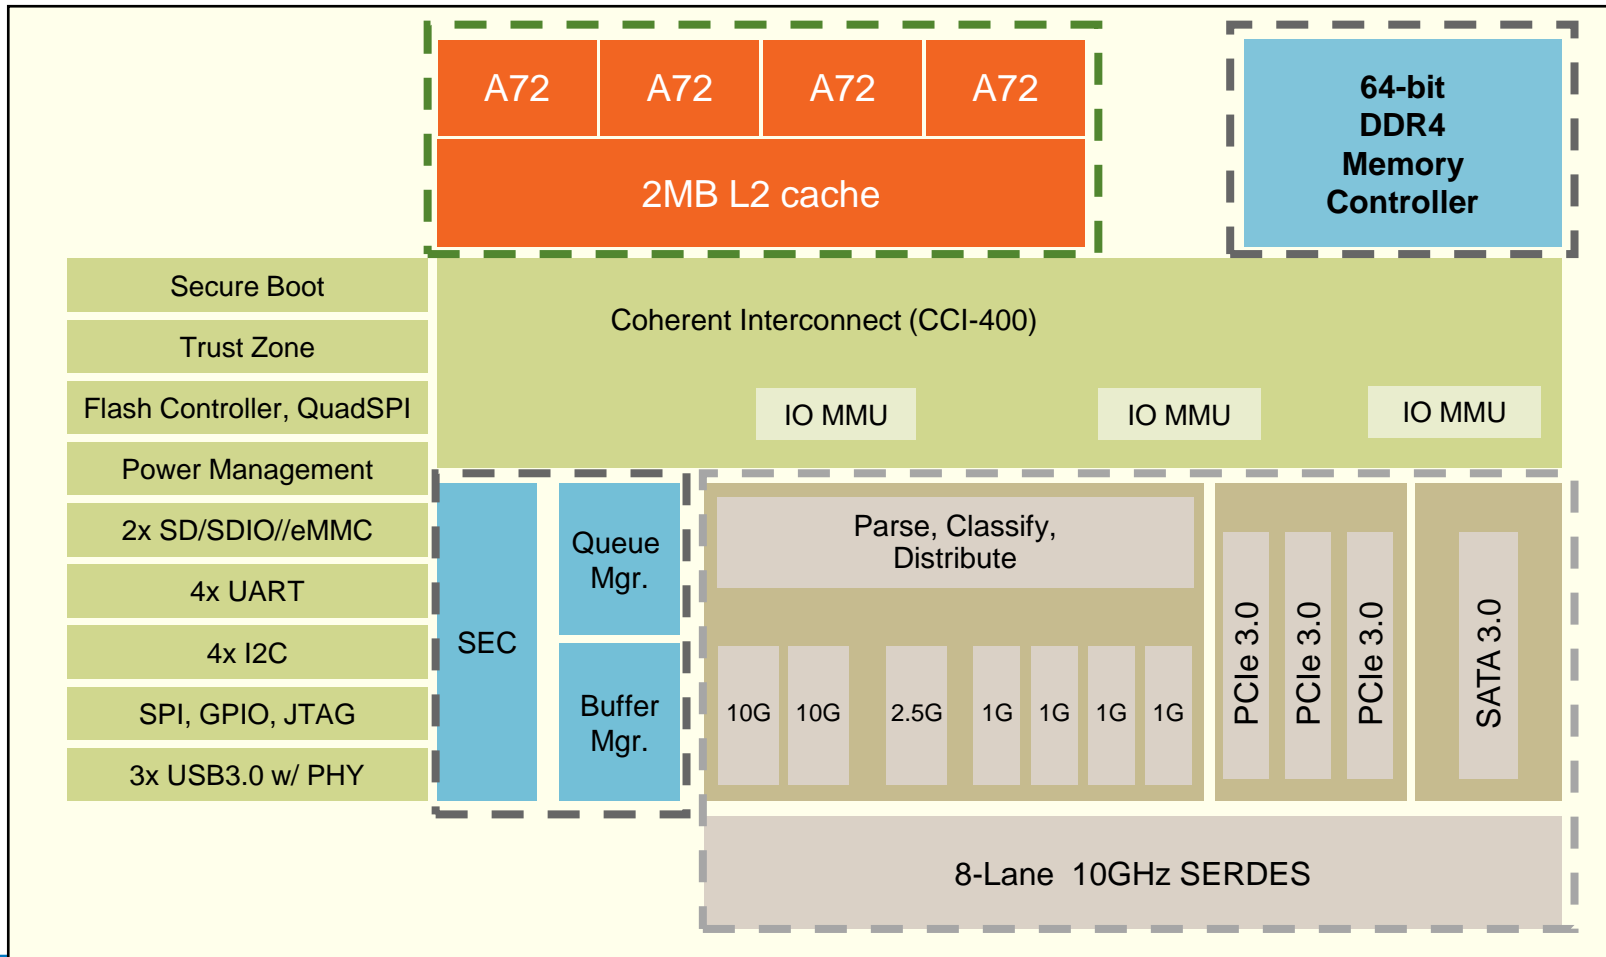 A72
A72
A72
A72
2MB L2 cache
64-bit
DDR4
Memory
Controller
Secure Boot
Trust Zone
Flash Controller, QuadSPI
Power Management
2x SD/SDIO//eMMC
4x UART
4x I2C
SPI, GPIO, JTAG
3x USB3.0 w/ PHY
Coherent Interconnect (CCI-400)
IO MMU
IO MMU
IO MMU
SEC
Queue
Mgr.
Buffer
Mgr.
Parse, Classify,
Distribute
10G
10G
2.5G
1G
1G
1G
1G
PCIe 3.0
PCIe 3.0
PCIe 3.0
SATA 3.0
8-Lane  10GHz SERDES